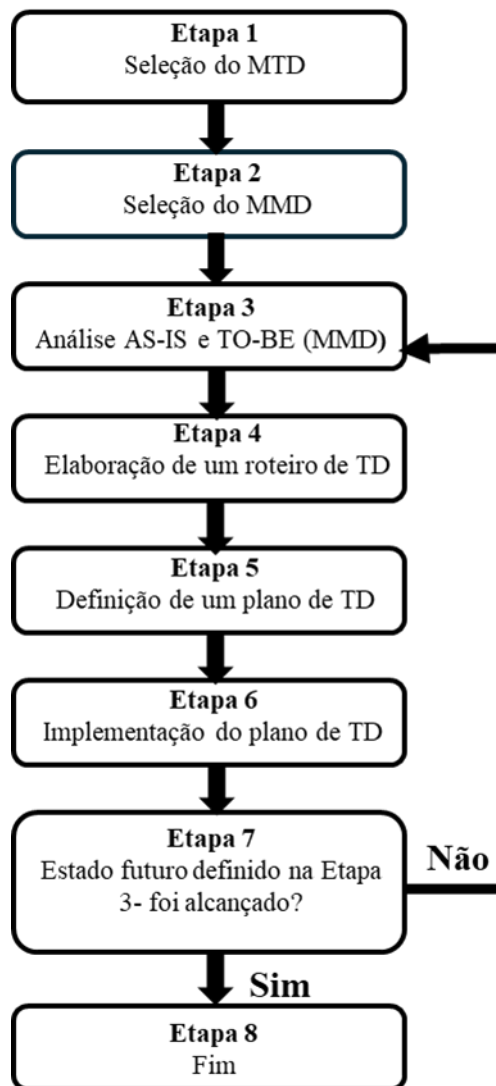 Etapa 1
Seleção do MTD
Etapa 2
Seleção do MMD
Etapa 3
Análise AS-IS e TO-BE (MMD)
Etapa 4
Elaboração de um roteiro de TD
Etapa 5
Definição de um plano de TD
Etapa 6
Implementação do plano de TD
Etapa 7
Estado futuro definido na Etapa
3- foi alcançado?
Não
Sim
Etapa 8
Fim